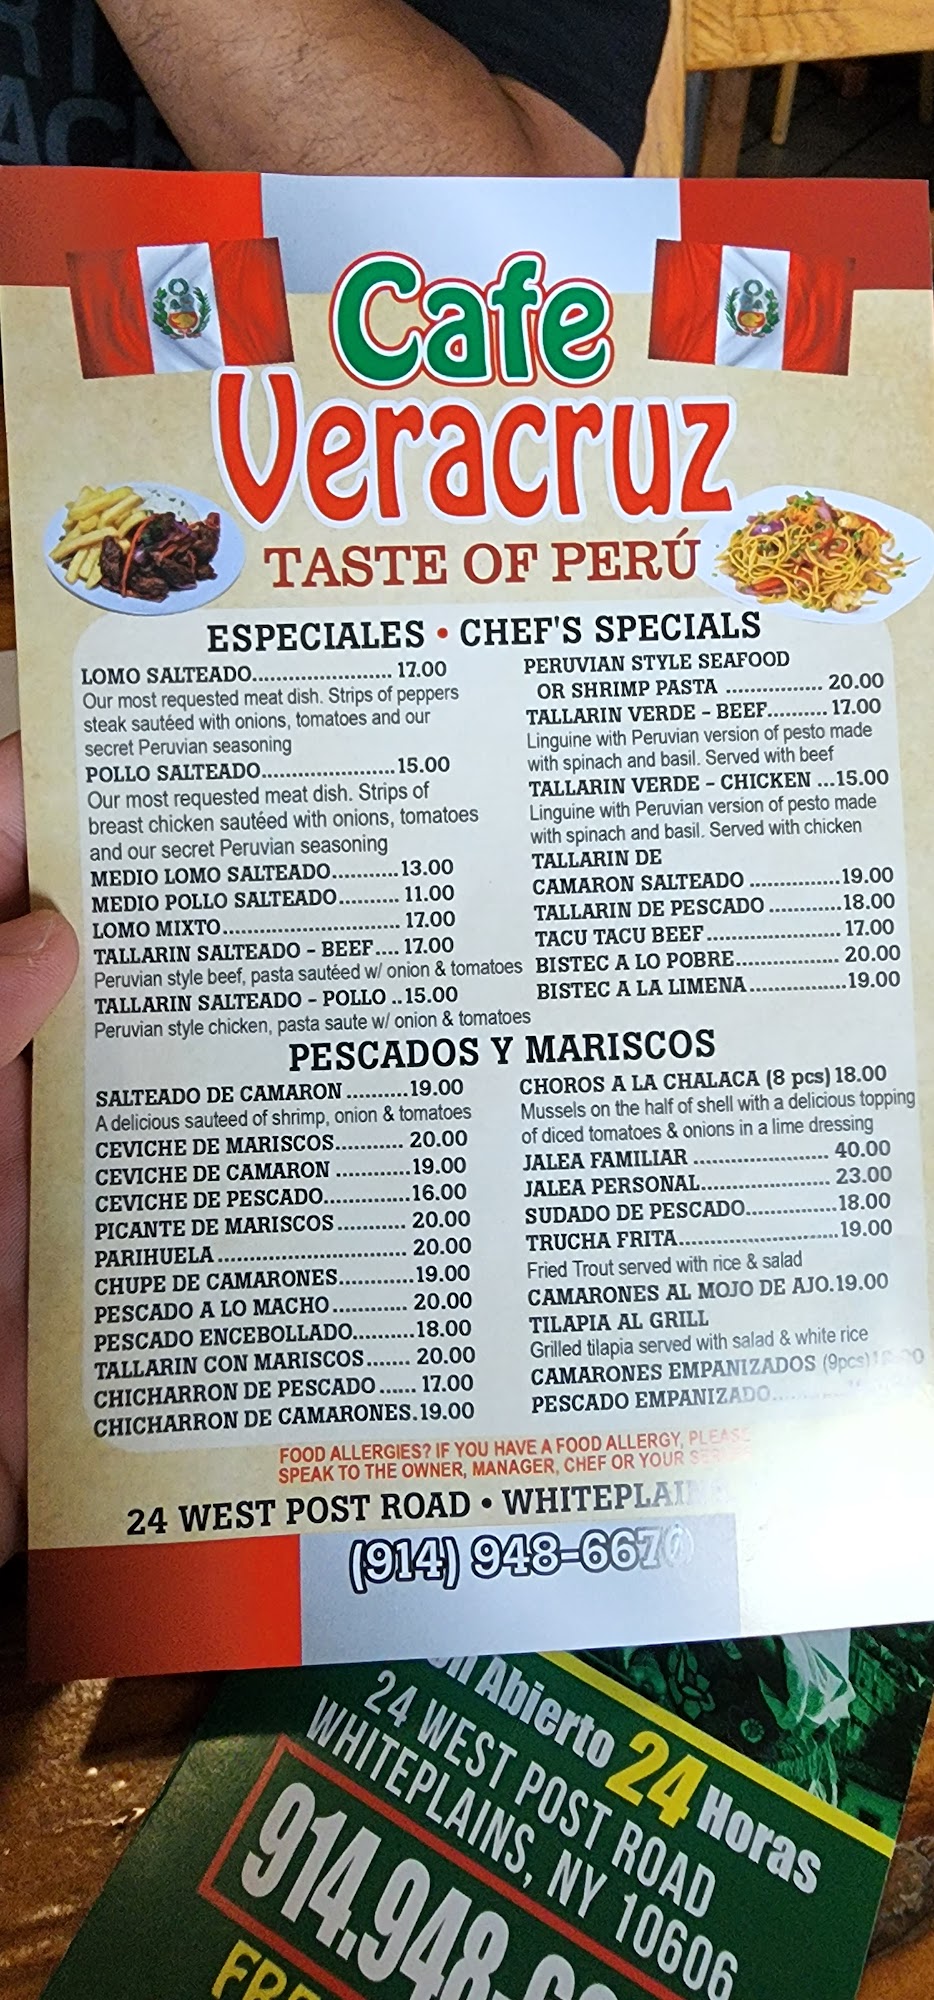 Cafe
Veracruz
TASTE OF PERÚ
ESPECIALES • CHEF'S SPECIALS
LOMO SALTEADO........................ 17.00
Our most requested meat dish. Strips of peppers
steak sautéed with onions, tomatoes and our
secret Peruvian seasoning
POLLO SALTEADO.......................15.00
Our most requested meat dish. Strips of
breast chicken sautéed with onions, tomatoes
and our secret Peruvian seasoning
MEDIO LOMO SALTEADO...........13.00
MEDIO POLLO SALTEADO.......... 11.00
LOMO MIXTO.............................. 17.00
TALLARIN SALTEADO - BEEF.... 17.00
Peruvian style beef, pasta sautéed w/ onion & tomatoes
TALLARIN SALTEADO - POLLO ..15.00
Peruvian style chicken, pasta saute w/ onion & tomatoes
PERUVIAN STYLE SEAFOOD
OR SHRIMP PASTA ................ 20.00
TALLARIN VERDE - BEEF.......... 17.00
Linguine with Peruvian version of pesto made
with spinach and basil. Served with beef
TALLARIN VERDE - CHICKEN ...15.00
Linguine with Peruvian version of pesto made
with spinach and basil. Served with chicken
TALLARIN DE
CAMARON SALTEADO ...............19.00
TALLARIN DE PESCADO ............18.00
TACU TACU BEEF....................... 17.00
BISTEC A LO POBRE.................. 20.00
BISTEC A LA LIMENA.................19.00
PESCADOS Y MARISCOS
SALTEADO DE CAMARON ..........19.00
A delicious sauteed of shrimp, onion & tomatoes
CEVICHE DE MARISCOS........... 20.00
CEVICHE DE CAMARON ............19.00
CEVICHE DE PESCADO..............16.00
PICANTE DE MARISCOS ........... 20.00
PARIHUELA ............................... 20.00
CHUPE DE CAMARONES............19.00
PESCADO A LO MACHO ............ 20.00
PESCADO ENCEBOLLADO..........18.00
TALLARIN CON MARISCOS....... 20.00
CHICHARRON DE PESCADO ...... 17.00
CHICHARRON DE CAMARONES.19.00
CHOROS A LA CHALACA (8 pcs) 18.00
Mussels on the half of shell with a delicious topping
of diced tomatoes & onions in a lime dressing
JALEA FAMILIAR ...................... 40.00
JALEA PERSONAL..................... 23.00
SUDADO DE PESCADO...............18.00
TRUCHA FRITA..........................19.00
Fried Trout served with rice & salad
CAMARONES AL MOJO DE AJO.19.00
TILAPIA AL GRILL
Grilled tilapia served with salad & white rice
CAMARONES EMPANIZADOS (9pcs)
PESCADO EMPANIZADO
FOOD ALLERGIES? IF YOU HAVE A FOOD ALLERGY, PLEASE
SPEAK TO THE OWNER, MANAGER, CHEF OR YOUR
24 WEST POST ROAD •
(914) 948-6670
Abierto 24 Horas
24 WEST POST ROAD
WHITEPLAINS, NY 10606
914.948